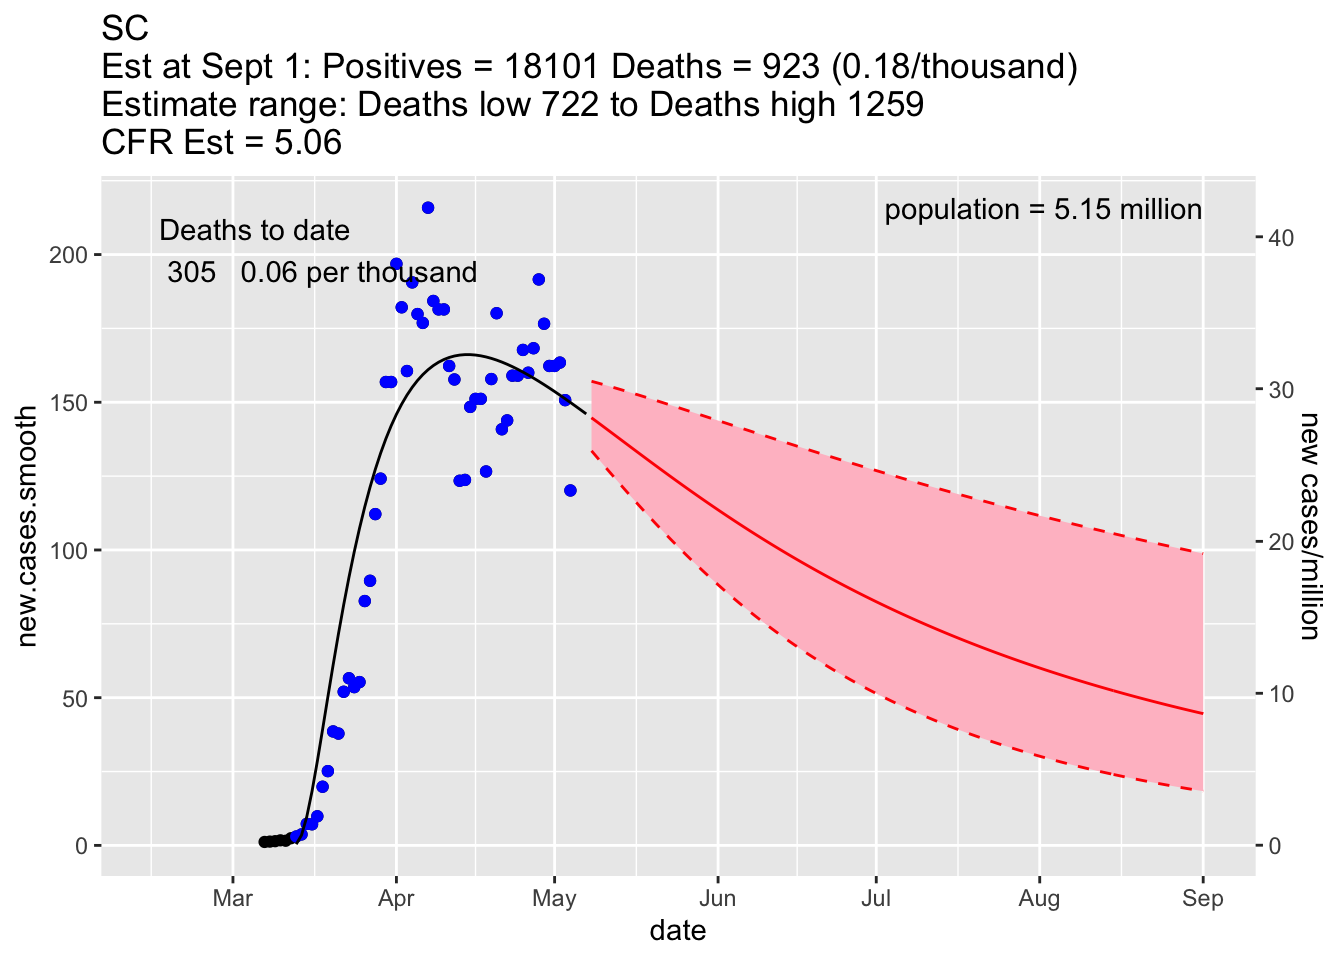 SC
Est at Sept 1: Positives = 18101 Deaths = 923 (0.18/thousand)
Estimate range: Deaths low 722 to Deaths high 1259
CFR Est = 5.06
Deaths to date
305 0.06 per thousand
population = 5.15 million
200
150
100
50
0
new.cases.smooth
40
30
20
10
0
new cases/million
Mar Apr May Jun Jul Aug Sep
date